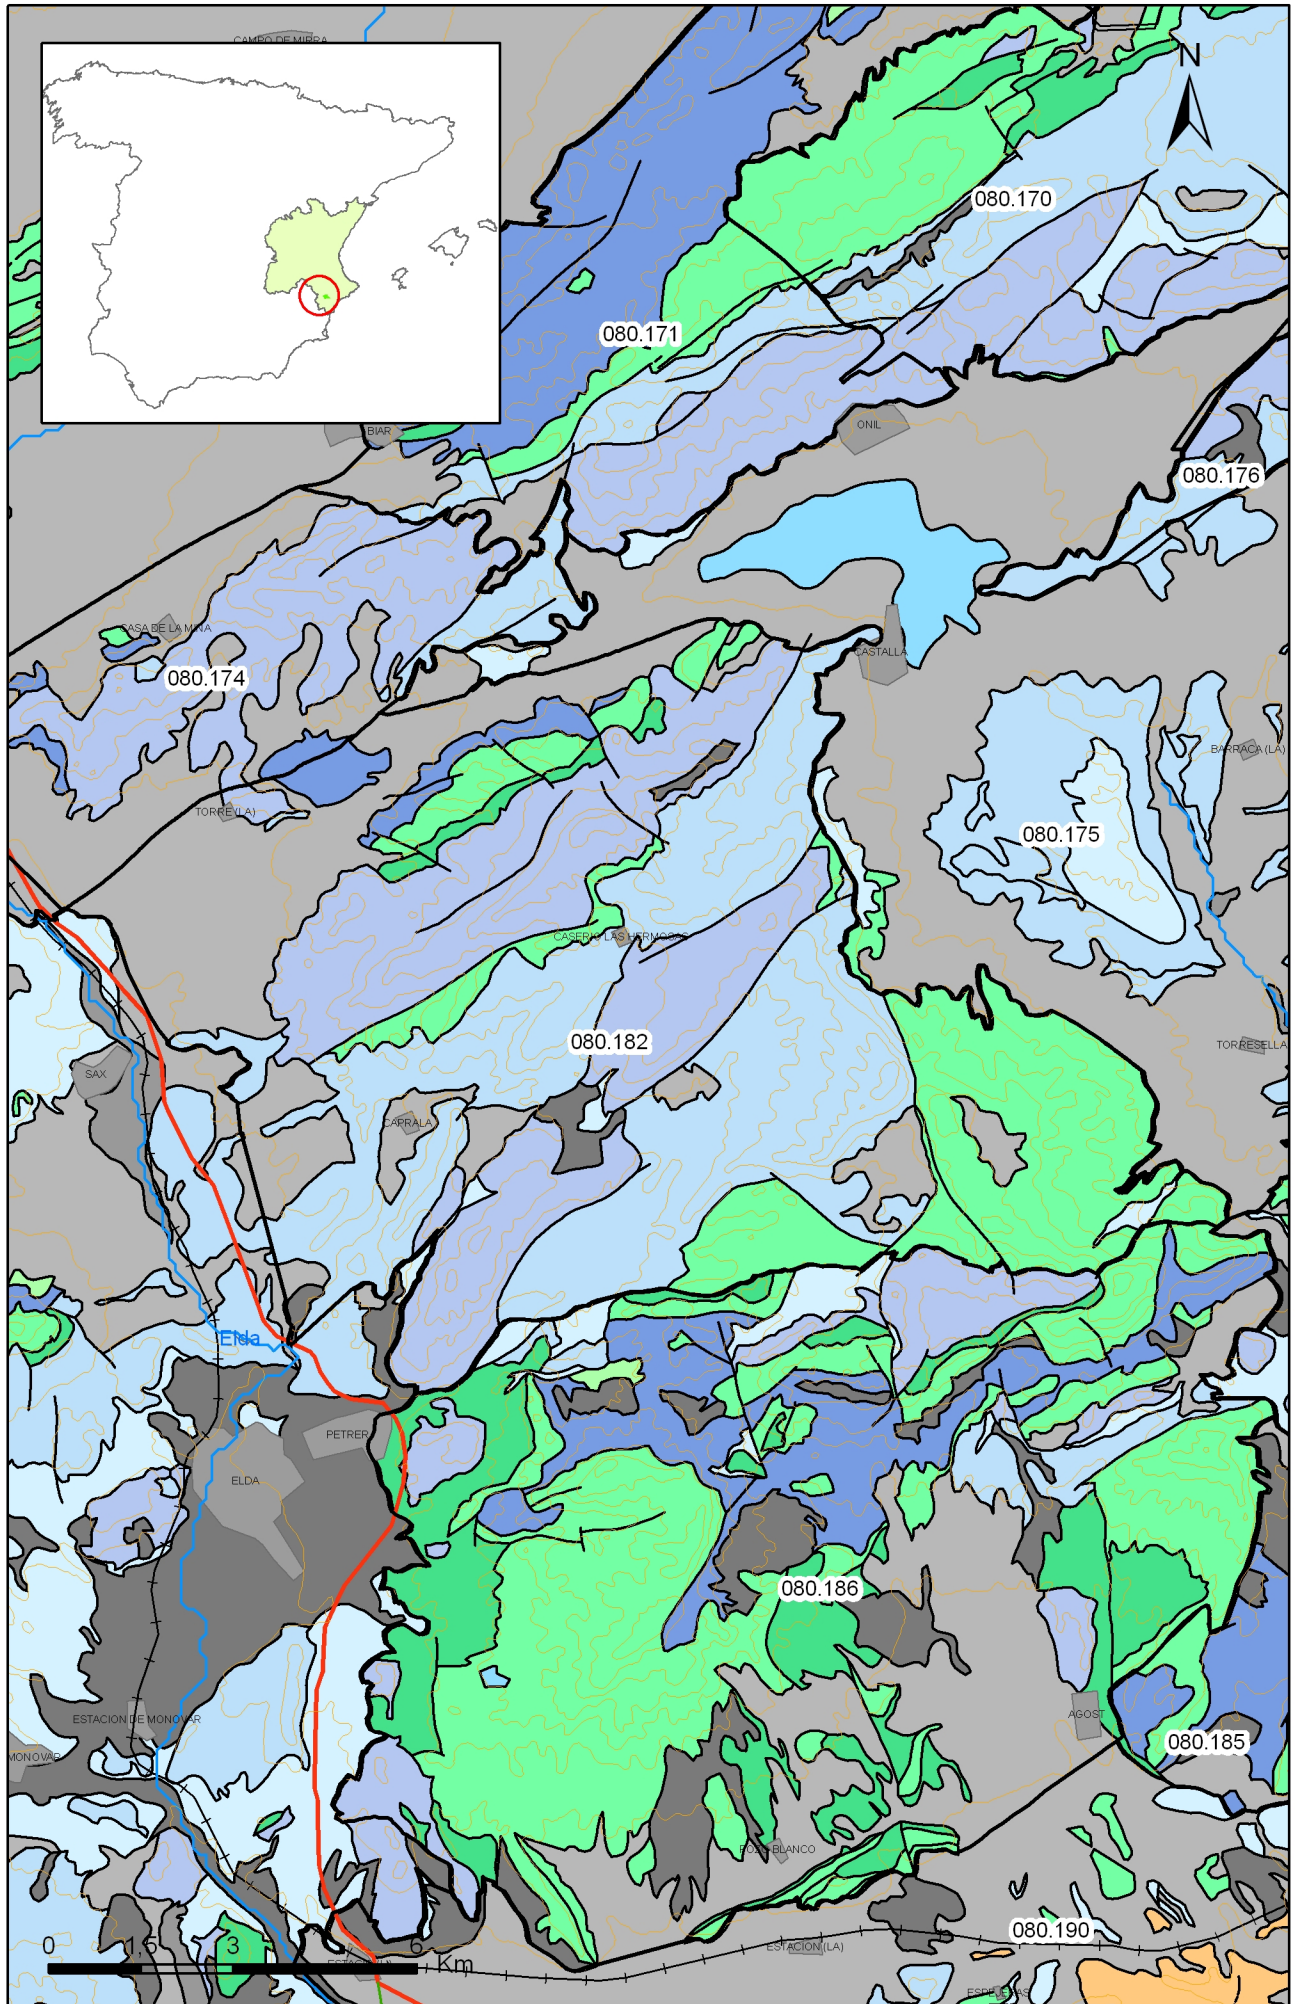 CAMPO DE MIRRA
N
080.170
080.171
ONIL
BIAR
080.176
CASA DE LA MINA
CASTALLA
080.174
BARRACA (LA)
TORRE (LA)
080.175
CASERIO LAS HERMOSAS
080.182
TORRESELLA
SAX
CAPRALA
Elda
PETRER
ELDA
080.186
AGOST
ESTACION DE MONOVAR
080.185
MONOVAR
POZO BLANCO
080.190
0 1,5 3 6
Km
ESTACION (LA)